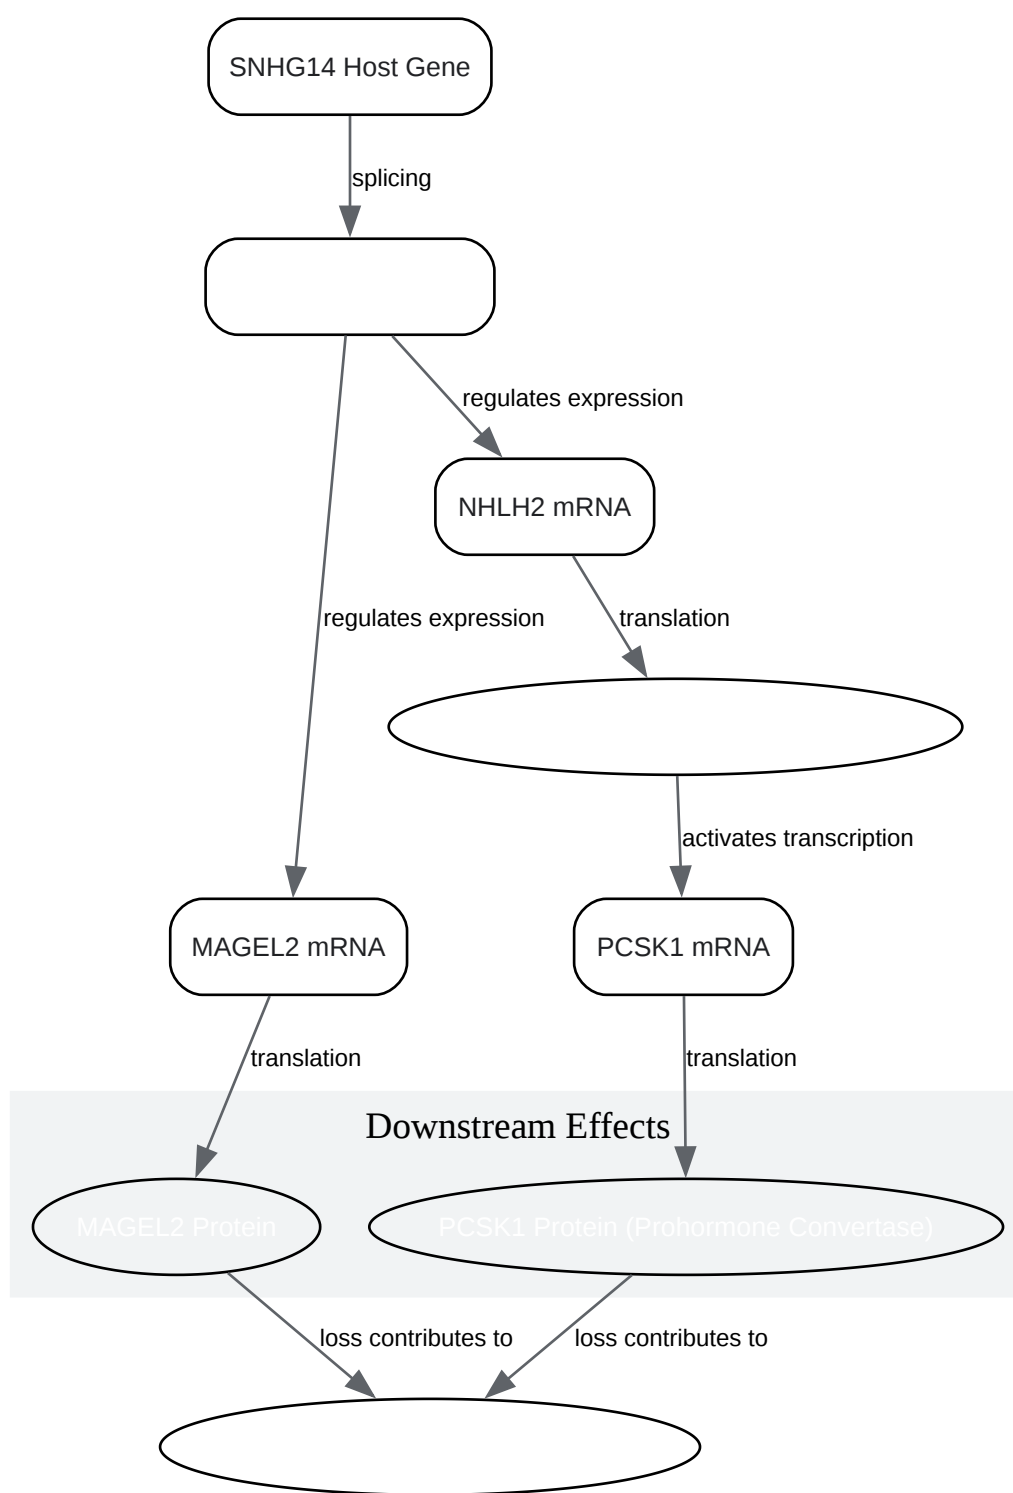 SNHG14 Host Gene
splicing
regulates expression
NHLH2 mRNA
regulates expression
translation
activates transcription
MAGEL2 mRNA
PCSK1 mRNA
translation
translation
Downstream Effects
MAGEL2 Protein
PCSK1 Protein (Prohormone Convertase)
loss contributes to
loss contributes to